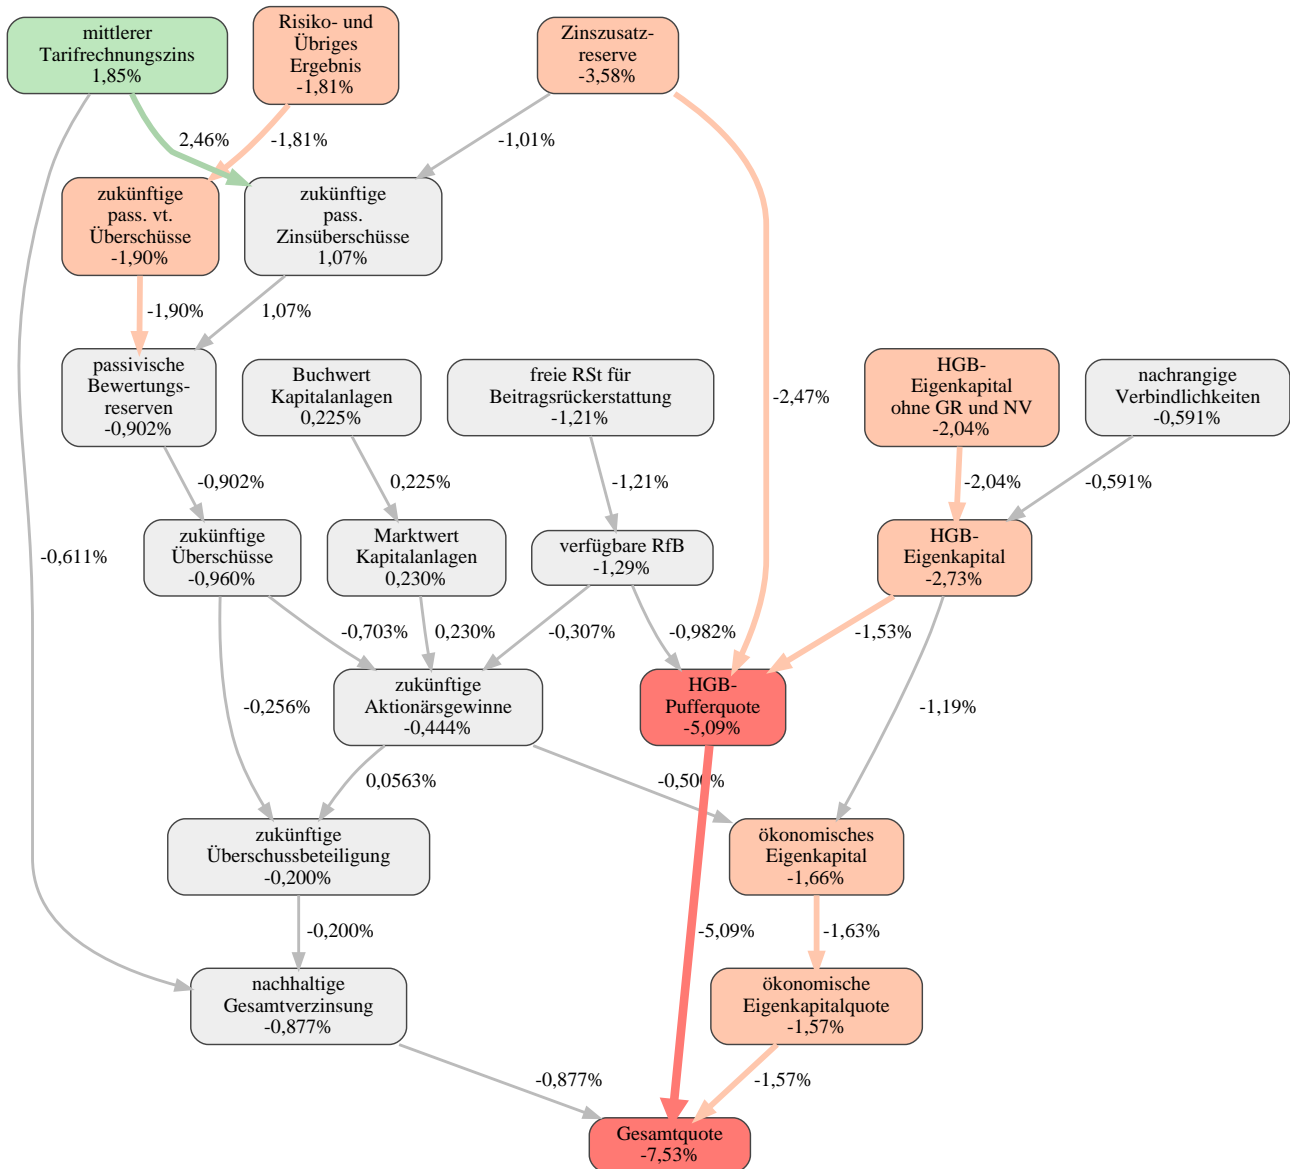 mittlerer
Tarifrechnungszins
1,85%
Risiko- und
Übriges
Ergebnis
-1,81%
Zinszusatz-
reserve
-3,58%
2,46%
-1,81%
-1,01%
zukünftige
pass. vt.
Überschüsse
-1,90%
zukünftige
pass.
Zinsüberschüsse
1,07%
-1,90%
1,07%
-2,47%
passivische
Bewertungs-
reserven
-0,902%
Buchwert
Kapitalanlagen
0,225%
freie RSt für
Beitragsrückerstattung
-1,21%
HGB-
Eigenkapital
ohne GR und NV
-2,04%
nachrangige
Verbindlichkeiten
-0,591%
-0,902%
0,225%
-1,21%
-2,04%
-0,591%
-0,611%
zukünftige
Überschüsse
-0,960%
Marktwert
Kapitalanlagen
0,230%
verfügbare RfB
-1,29%
HGB-
Eigenkapital
-2,73%
-0,703%
0,230%
-0,307%
-0,982%
-1,53%
-0,256%
zukünftige
Aktionärsgewinne
-0,444%
HGB-
Pufferquote
-5,09%
-1,19%
0,0563%
-0,500%
zukünftige
Überschussbeteiligung
-0,200%
ökonomisches
Eigenkapital
-1,66%
-0,200%
-5,09%
-1,63%
nachhaltige
Gesamtverzinsung
-0,877%
ökonomische
Eigenkapitalquote
-1,57%
-0,877%
-1,57%
Gesamtquote
-7,53%